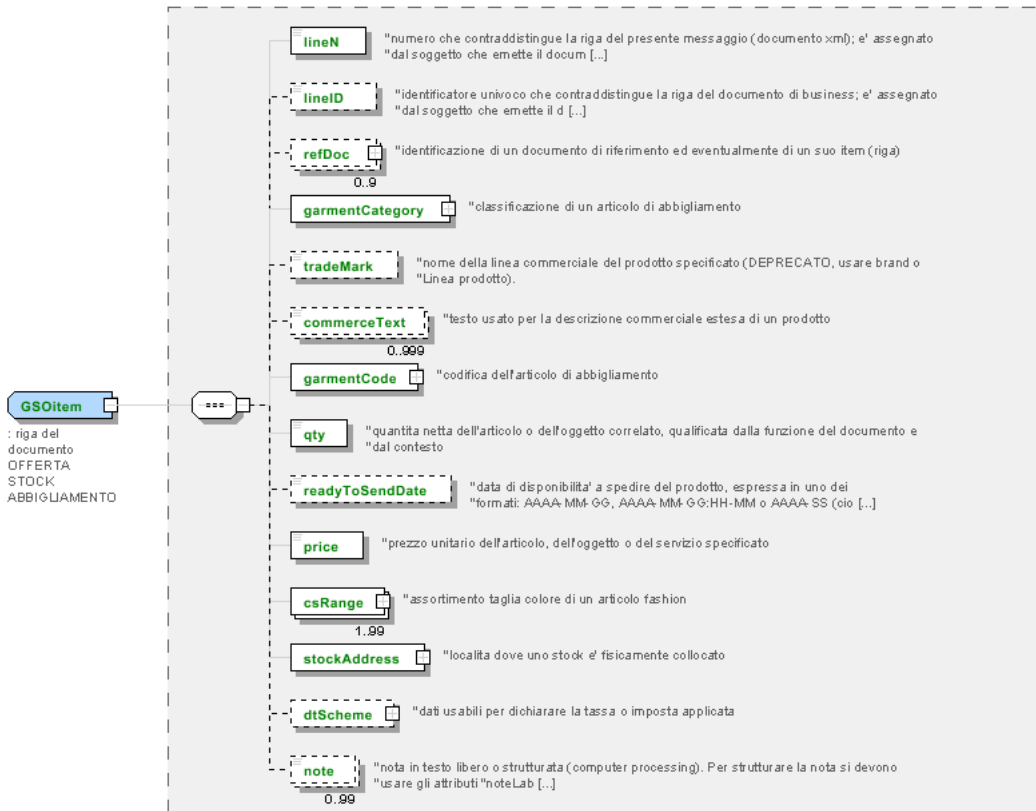 lineN
"numero che contraddistingue la riga del presente messaggio (documento xml); e' assegnato
"dal soggetto che emette il docum [...]
lineID
"identificatore univoco che contraddistingue la riga del documento di business; e' assegnato
"dal soggetto che emette il d [...]
refDoc
"identificazione di un documento di riferimento ed eventualmente di un suo item (riga)
0..9
garmentCategory
"classificazione di un articolo di abbigliamento
tradeMark
"nome della linea commerciale del prodotto specificato (DEPRECATO, usare brand o
"Linea prodotto).
commerceText
"testo usato per la descrizione commerciale estesa di un prodotto
0..999
garmentCode
"codifica dell'articolo di abbigliamento
GSOitem
: riga del
documento
OFFERTA
STOCK
ABBIGLIAMENTO
qty
"quantita netta dell'articolo o dell'oggetto correlato, qualificata dalla funzione del documento e
"dal contesto
readyToSendDate
"data di disponibilita' a spedire del prodotto, espressa in uno dei
"formati: AAAA-MM-GG, AAAA-MM-GG:HH-MM o AAAA-SS (cio [...]
price
"prezzo unitario dell'articolo, dell'oggetto o del servizio specificato
csRange
"assortimento taglia colore di un articolo fashion
1..99
stockAddress
"localita dove uno stock e' fisicamente collocato
dtScheme
"dati usabili per dichiarare la tassa o imposta applicata
note
"nota in testo libero o strutturata (computer processing). Per strutturare la nota si devono
"usare gli attributi "noteLab [...]
0..99